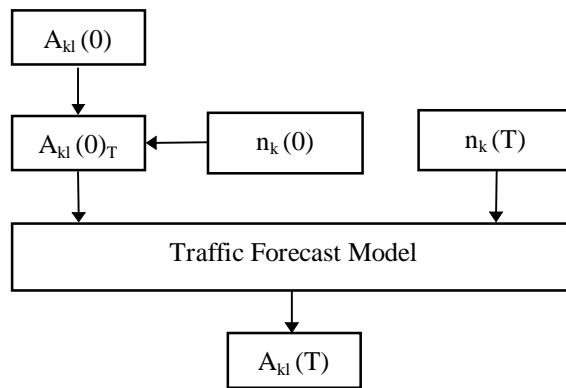 A_kl (0)
A_kl (0)_T
n_k (0)
n_k (T)
Traffic Forecast Model
A_kl (T)